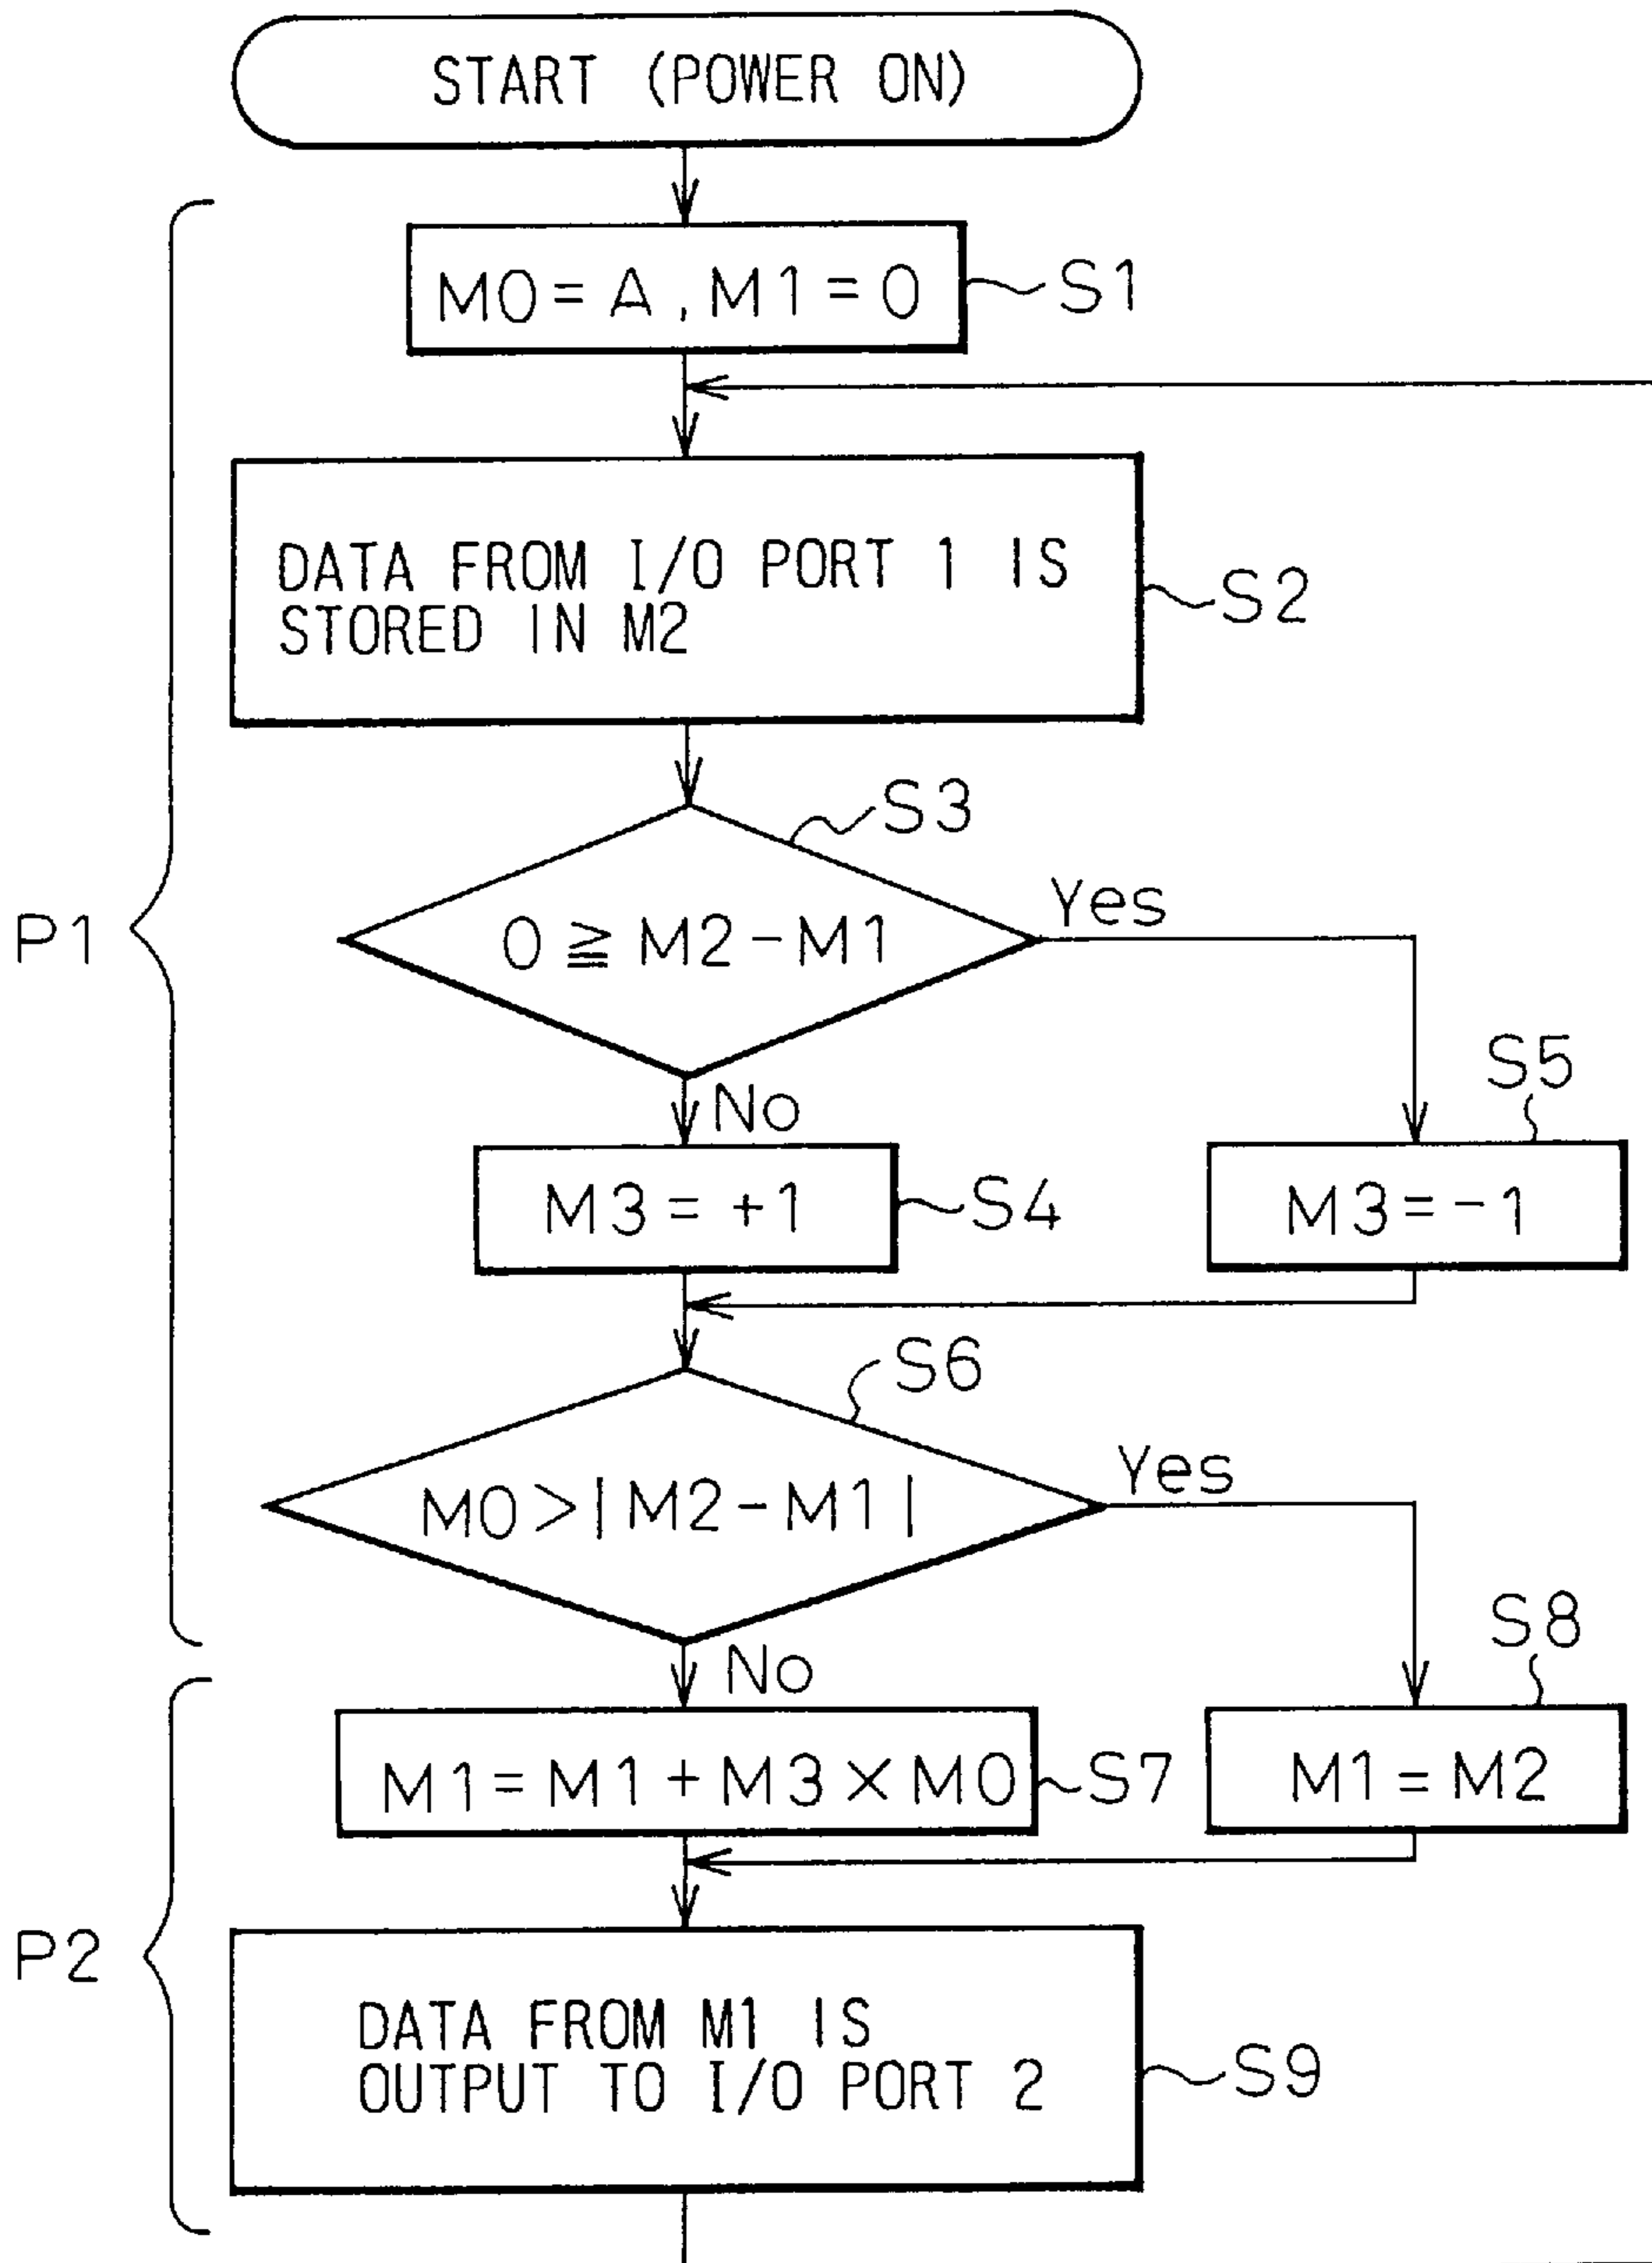 START (POWER ON)
M0 = A , M1 = 0
S1
DATA FROM I/O PORT 1 IS
STORED IN M2
S2
S3
P1
0 ≧ M2 - M1
Yes
No
S5
M3 = +1
S4
M3 = -1
S6
M0 > | M2 - M1 |
Yes
No
S8
M1 = M1 + M3 × M0
S7
M1 = M2
P2
DATA FROM M1 IS
OUTPUT TO I/O PORT 2
S9